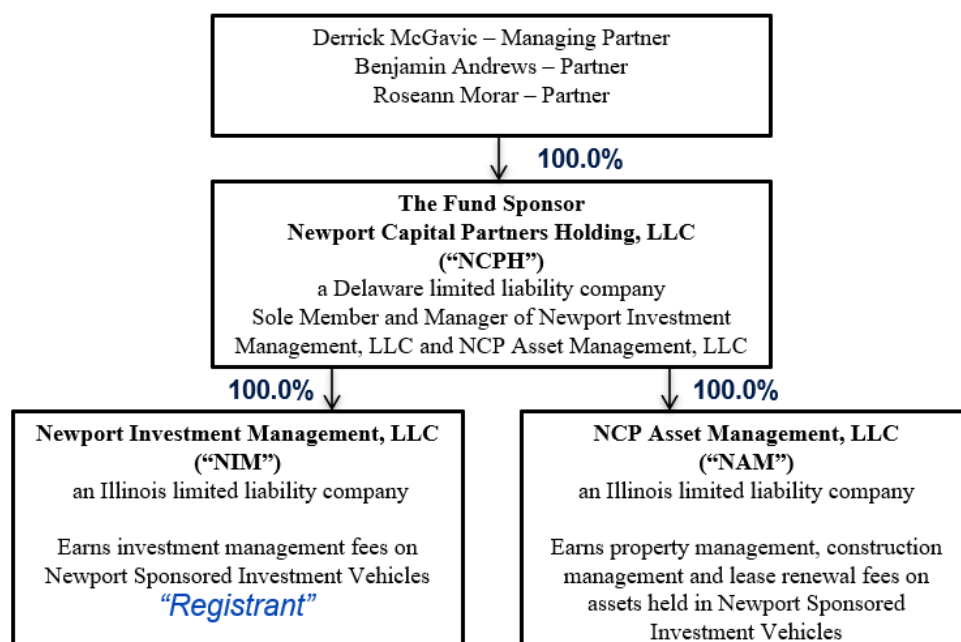 Derrick McGavic – Managing Partner
Benjamin Andrews – Partner
Roseann Morar – Partner
100.0%
The Fund Sponsor
Newport Capital Partners Holding, LLC
(“NCPH”)
a Delaware limited liability company
Sole Member and Manager of Newport Investment
Management, LLC and NCP Asset Management, LLC
100.0%
100.0%
Newport Investment Management, LLC
(“NIM”)
an Illinois limited liability company
Earns investment management fees on
Newport Sponsored Investment Vehicles
“Registrant”
NCP Asset Management, LLC
(“NAM”)
an Illinois limited liability company
Earns property management, construction
management and lease renewal fees on
assets held in Newport Sponsored
Investment Vehicles